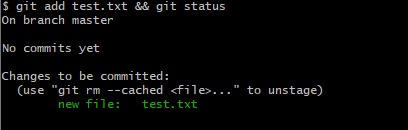 $ git add test.txt && git status
On branch master
No commits yet
Changes to be committed:
(use "git rm --cached <file>..." to unstage)
new file: test.txt